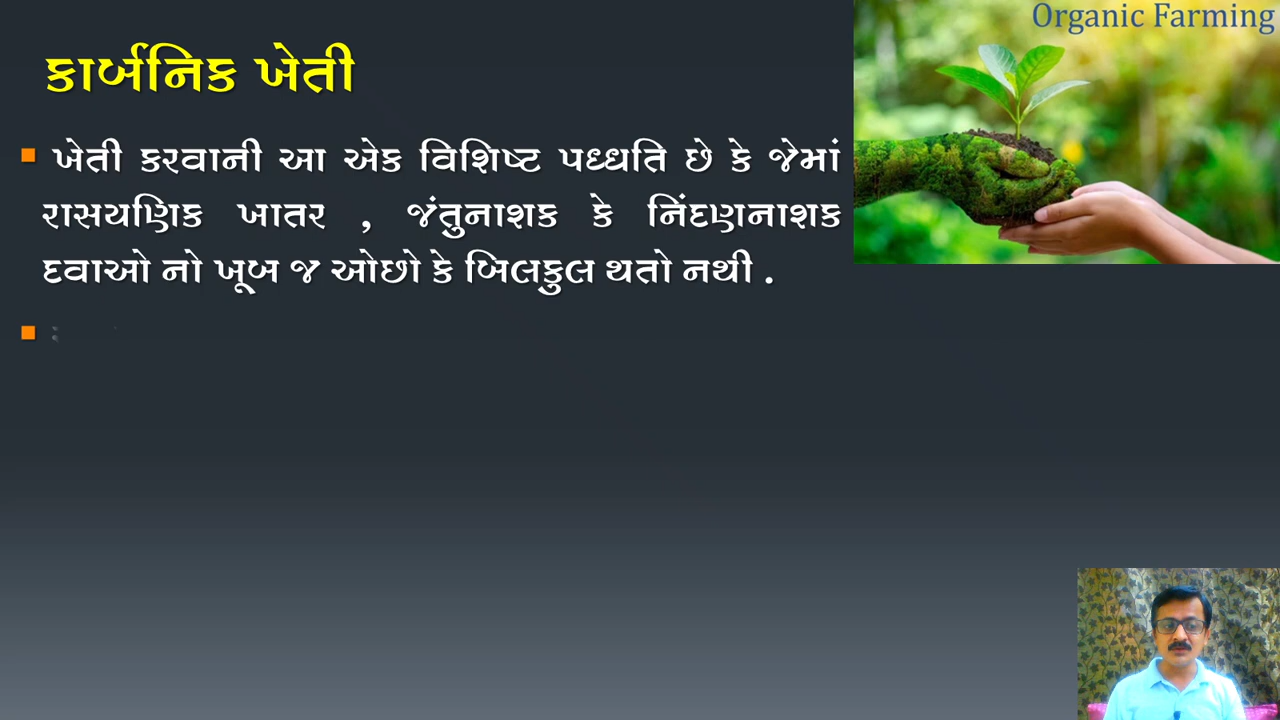 Organic Farming
કાર્બનિક ખેતી
ખેતી કરવાની આ એક વિશિષ્ટ પધ્ધતિ છે કે જેમાં
રાસયણિક ખાતર , જંતુનાશક કે નિંદણનાશક
દવાઓ નો ખૂબ જ ઓછો કે બિલકુલ થતો નથી .